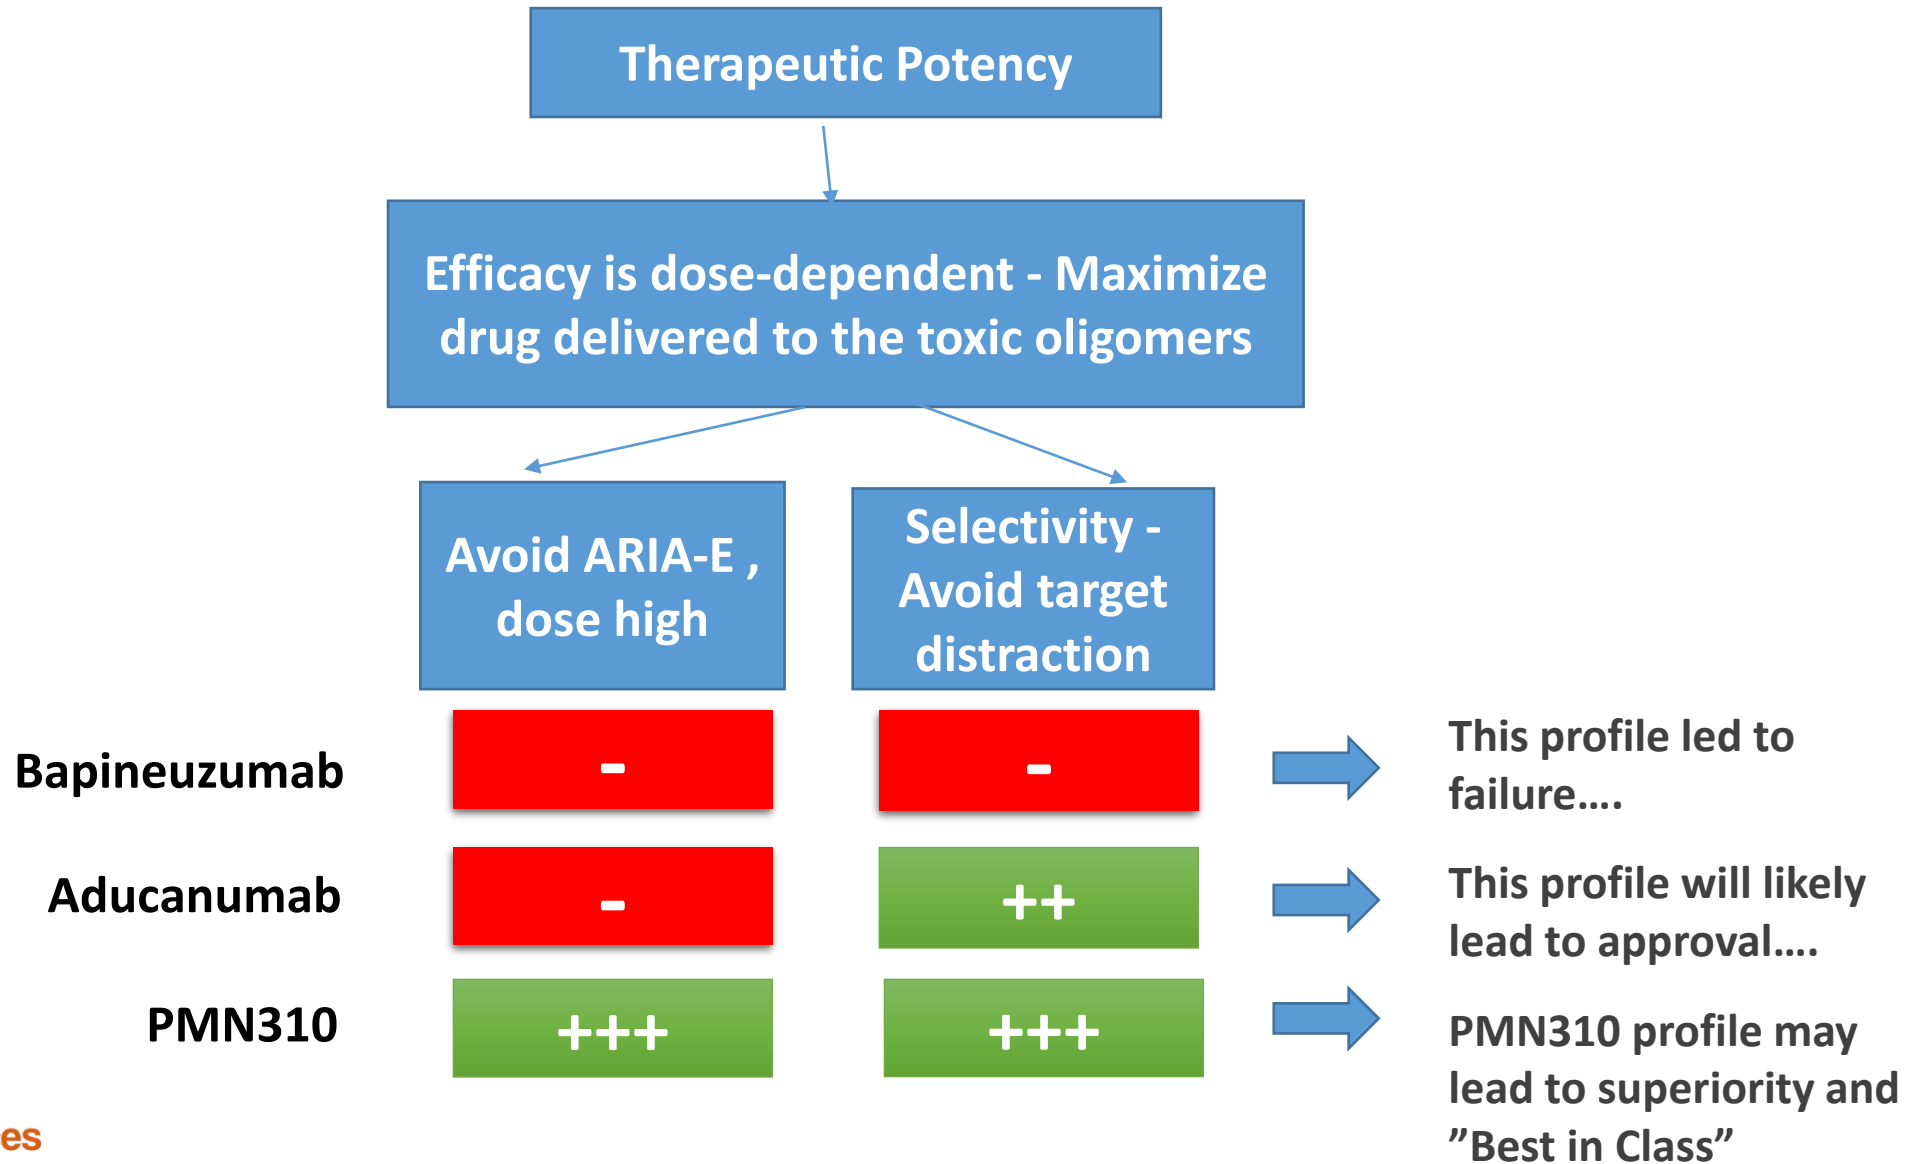 Therapeutic Potency
Efficacy is dose-dependent - Maximize
drug delivered to the toxic oligomers
Avoid ARIA-E ,
dose high
Selectivity -
Avoid target
distraction
Bapineuzumab
-
-
This profile led to
failure....
Aducanumab
-
++
This profile will likely
lead to approval....
PMN310
+++
+++
PMN310 profile may
lead to superiority and
”Best in Class”